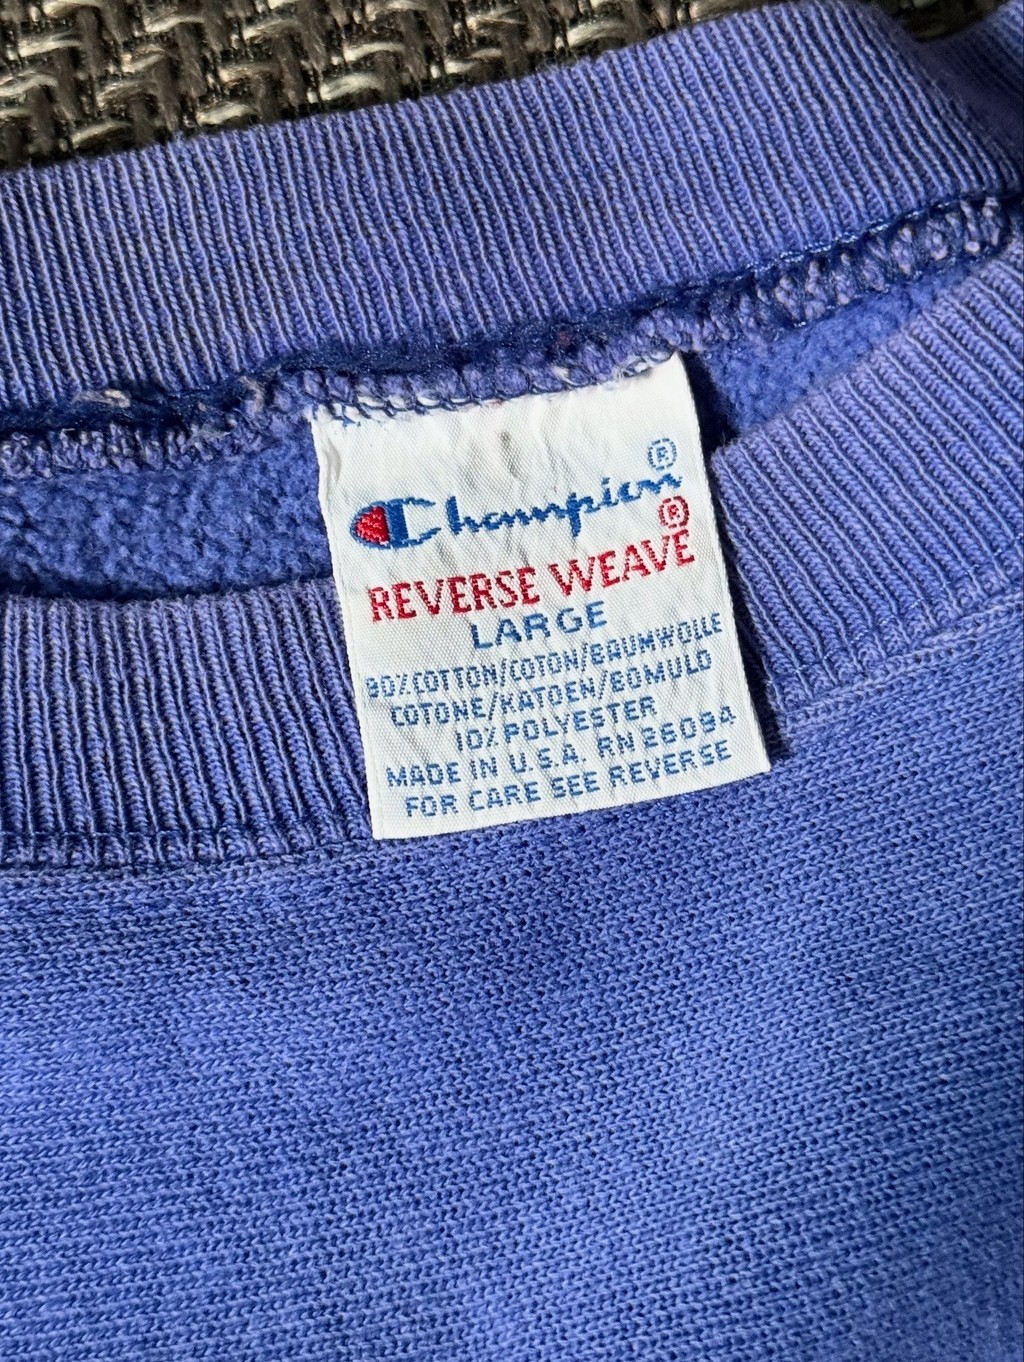 Champion®
REVERSE WEAVE®
LARGE
90% COTTON/COTON/BAUMWOLLE
COTONE/KATOEN/BOMULD
10% POLYESTER
MADE IN U.S.A. RN 26094
FOR CARE SEE REVERSE